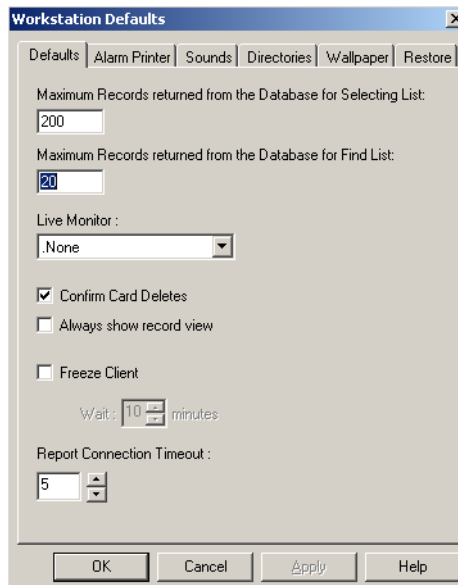 Workstation Defaults
Defaults Alarm Printer Sounds Directories Wallpaper Restore
Maximum Records returned from the Database for Selecting List:
200
Maximum Records returned from the Database for Find List:
20
Live Monitor :
.None
Confirm Card Deletes
Always show record view
Freeze Client
Wait : 10 minutes
Report Connection Timeout :
5
OK Cancel Apply Help